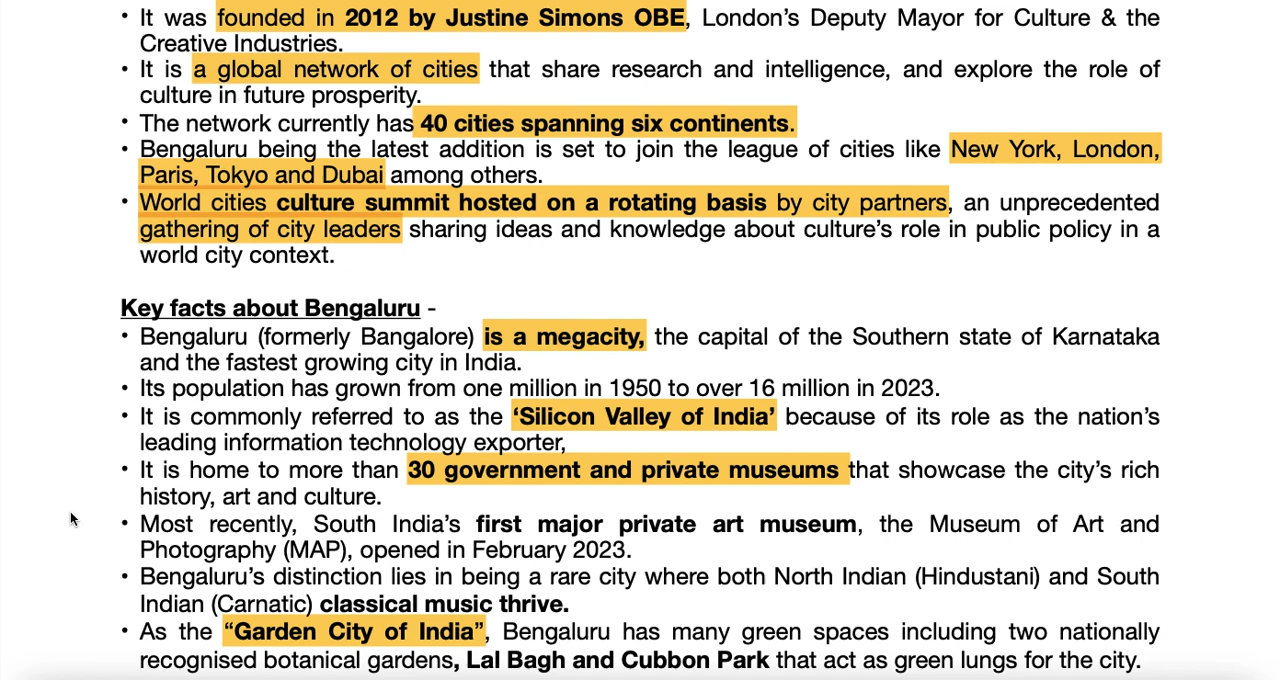 • It was founded in 2012 by Justine Simons OBE, London’s Deputy Mayor for Culture & the
Creative Industries.
• It is a global network of cities that share research and intelligence, and explore the role of
culture in future prosperity.
• The network currently has 40 cities spanning six continents.
• Bengaluru being the latest addition is set to join the league of cities like New York, London,
Paris, Tokyo and Dubai among others.
• World cities culture summit hosted on a rotating basis by city partners, an unprecedented
gathering of city leaders sharing ideas and knowledge about culture’s role in public policy in a
world city context.
Key facts about Bengaluru -
• Bengaluru (formerly Bangalore) is a megacity, the capital of the Southern state of Karnataka
and the fastest growing city in India.
• Its population has grown from one million in 1950 to over 16 million in 2023.
• It is commonly referred to as the ‘Silicon Valley of India’ because of its role as the nation’s
leading information technology exporter,
• It is home to more than 30 government and private museums that showcase the city’s rich
history, art and culture.
• Most recently, South India’s first major private art museum, the Museum of Art and
Photography (MAP), opened in February 2023.
• Bengaluru’s distinction lies in being a rare city where both North Indian (Hindustani) and South
Indian (Carnatic) classical music thrive.
• As the “Garden City of India”, Bengaluru has many green spaces including two nationally
recognised botanical gardens, Lal Bagh and Cubbon Park that act as green lungs for the city.